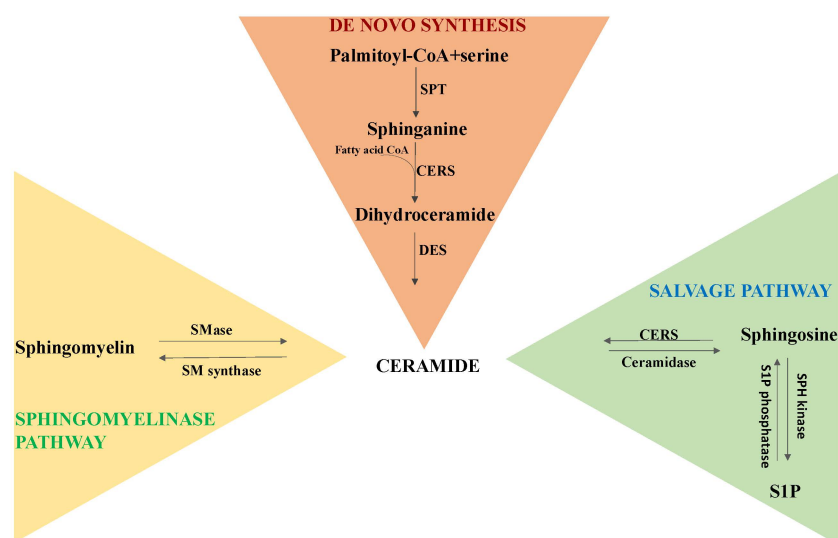 DE NOVO SYNTHESIS
Palmitoyl-CoA+serine
SPT
Sphinganine
Fatty acid CoA
CERS
Dihydroceramide
DES
SALVAGE PATHWAY
SMase
CERS
Sphingosine
Sphingomyelin
SM synthase
CERAMIDE
Ceramidase
S1P phosphatase
SPH kinase
SPHINGOMYELINASE
PATHWAY
S1P